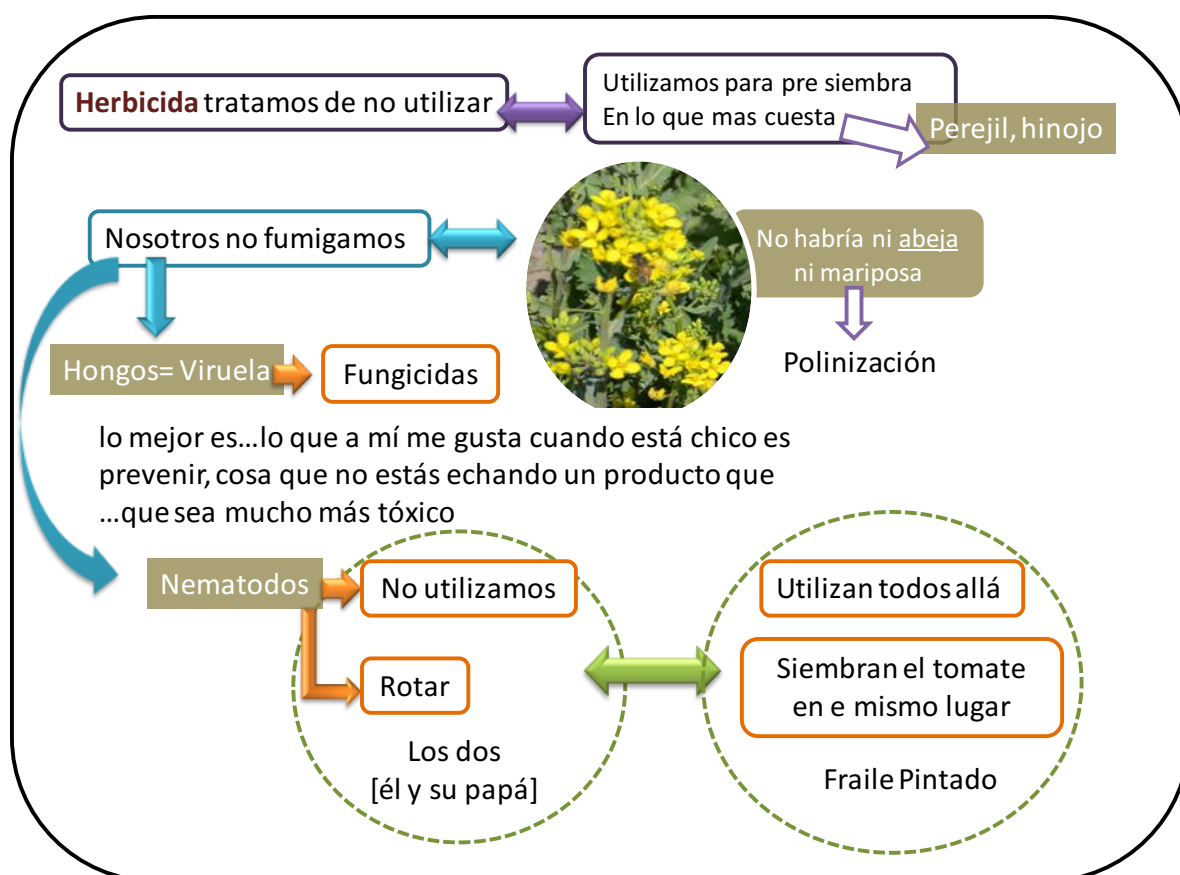 Herbicida tratamos de no utilizar
Utilizamos para pre siembra
En lo que mas cuesta
Perejil, hinojo
Nosotros no fumigamos
No habría ni abeja
ni mariposa
Polinización
Hongos= Viruela
Fungicidas
lo mejor es...lo que a mí me gusta cuando está chico es
prevenir, cosa que no estás echando un producto que
...que sea mucho más tóxico
Nematodos
No utilizamos
Rotar
Los dos
[él y su papá]
Utilizan todos allá
Siembran el tomate
en e mismo lugar
Fraile Pintado